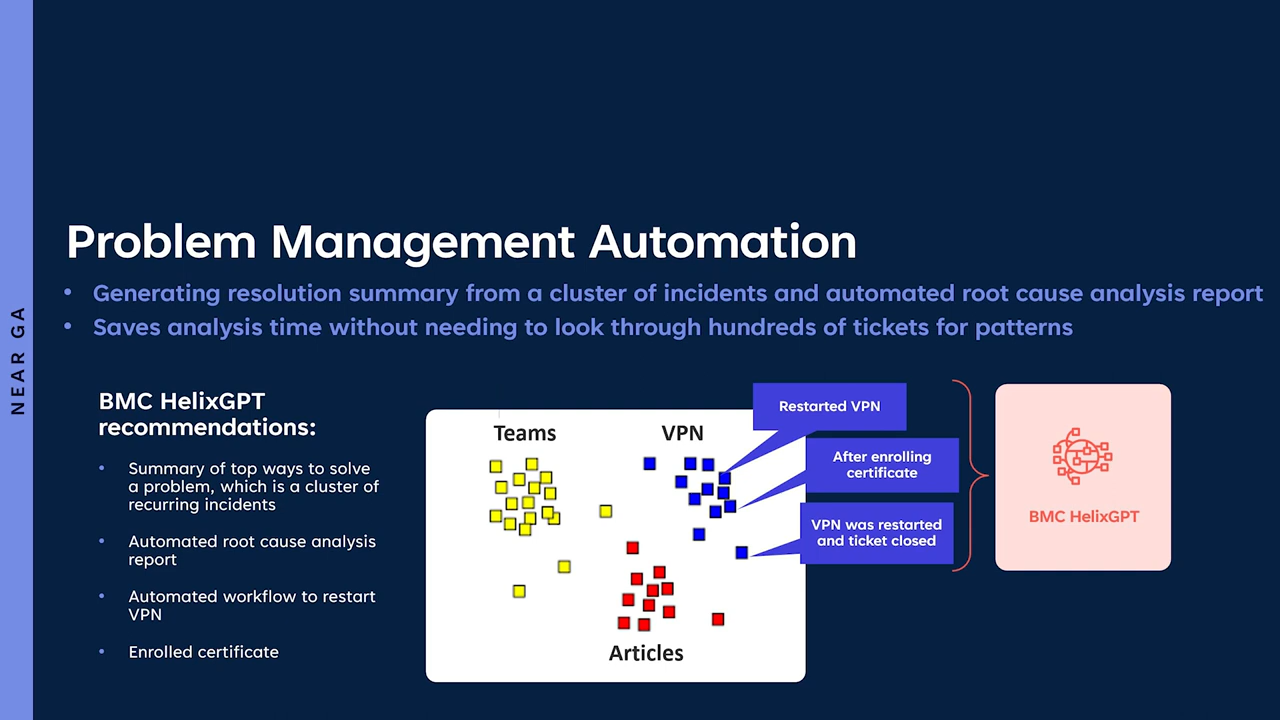 NEAR GA
Problem Management Automation
• Generating resolution summary from a cluster of incidents and automated root cause analysis report
• Saves analysis time without needing to look through hundreds of tickets for patterns
BMC HelixGPT
recommendations:
• Summary of top ways to solve
a problem, which is a cluster of
recurring incidents
• Automated root cause analysis
report
• Automated workflow to restart
VPN
• Enrolled certificate
Teams
VPN
Articles
Restarted VPN
After enrolling
certificate
VPN was restarted
and ticket closed
BMC HelixGPT